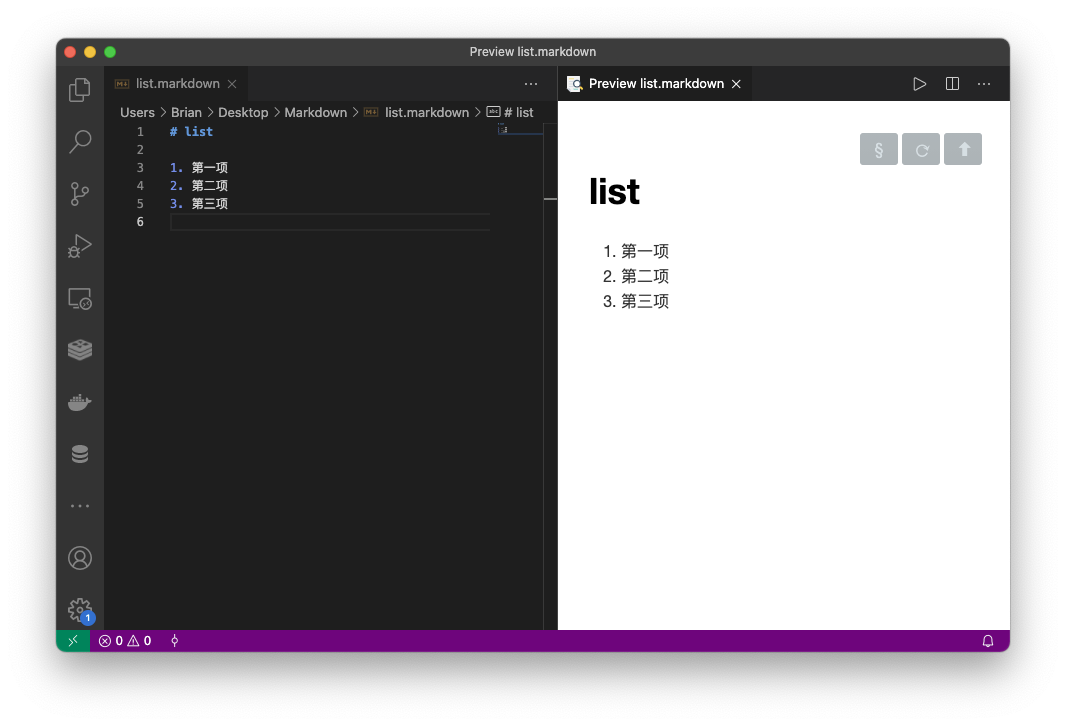 Preview list.markdown
list.markdown
Preview list.markdown
Users > Brian > Desktop > Markdown > list.markdown > # list
1 # list
2
3 1. 第一项
4 2. 第二项
5 3. 第三项
6
§
list
1. 第一项
2. 第二项
3. 第三项
1
0 0